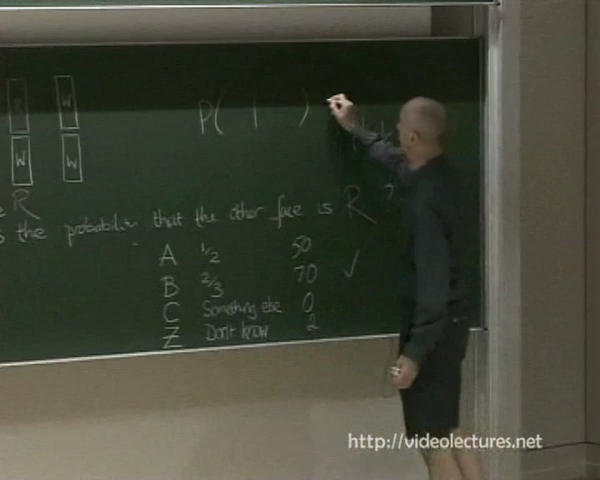 W
P( | )
W W
R
the probability that the other face is R ?
A 1/2 50
B 2/3 70 ✓
C Something else 0
Z Don't know 2
http://videolectures.net